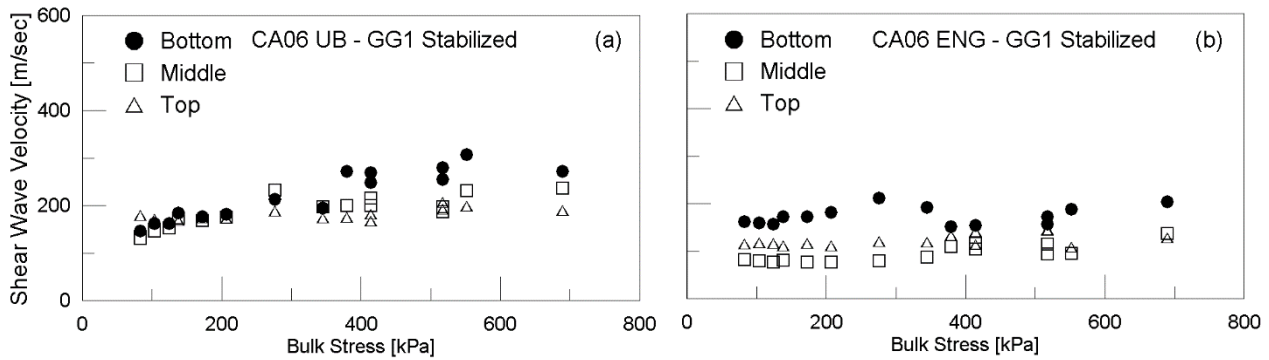 600
CA06 UB - GG1 Stabilized
(a)
Bottom
Middle
Top
400
200
0
Shear Wave Velocity [m/sec]
0 200 400 600 800
Bulk Stress [kPa]
CA06 ENG - GG1 Stabilized
(b)
Bottom
Middle
Top
0 200 400 600 800
Bulk Stress [kPa]